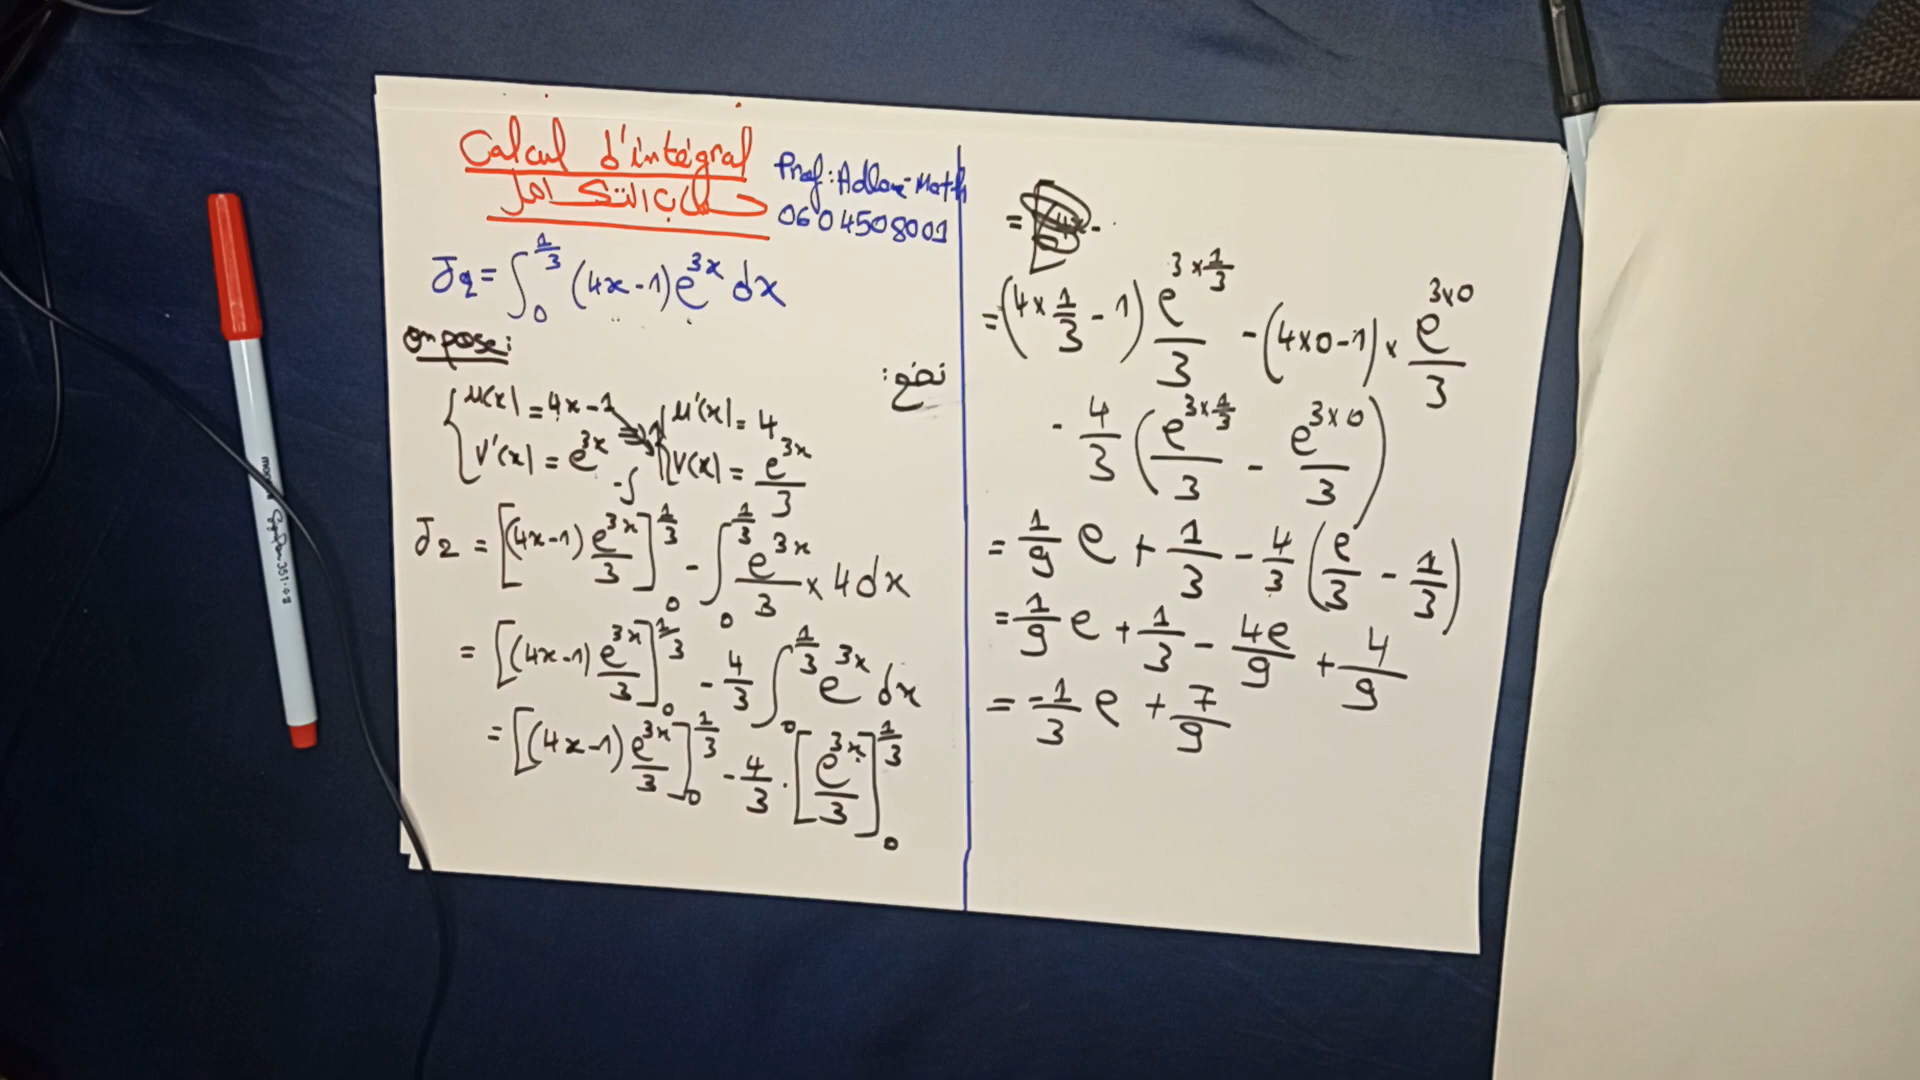 Calcul d'intégral
حساب التكامل
Prof: Adlane-Math
0604508001
J₂ = ∫₀^{1/3} (4x-1)e^{3x} dx
on pose:
نضع:
{ u(x) = 4x-1 ⇒ { u'(x) = 4
v'(x) = e^{3x} -∫ v(x) = e^{3x}/3
J₂ = [(4x-1) e^{3x}/3]₀^{1/3} - ∫₀^{1/3} e^{3x}/3 × 4dx
= [(4x-1) e^{3x}/3]₀^{1/3} - 4/3 ∫₀^{1/3} e^{3x} dx
= [(4x-1) e^{3x}/3]₀^{1/3} - 4/3 · [e^{3x}/3]₀^{1/3}
=
= (4×1/3 - 1) e^{3×1/3}/3 - (4×0-1) × e^{3×0}/3
- 4/3 (e^{3×1/3}/3 - e^{3×0}/3)
= 1/9 e + 1/3 - 4/3 (e/3 - 1/3)
= 1/9 e + 1/3 - 4e/9 + 4/9
= -1/3 e + 7/9